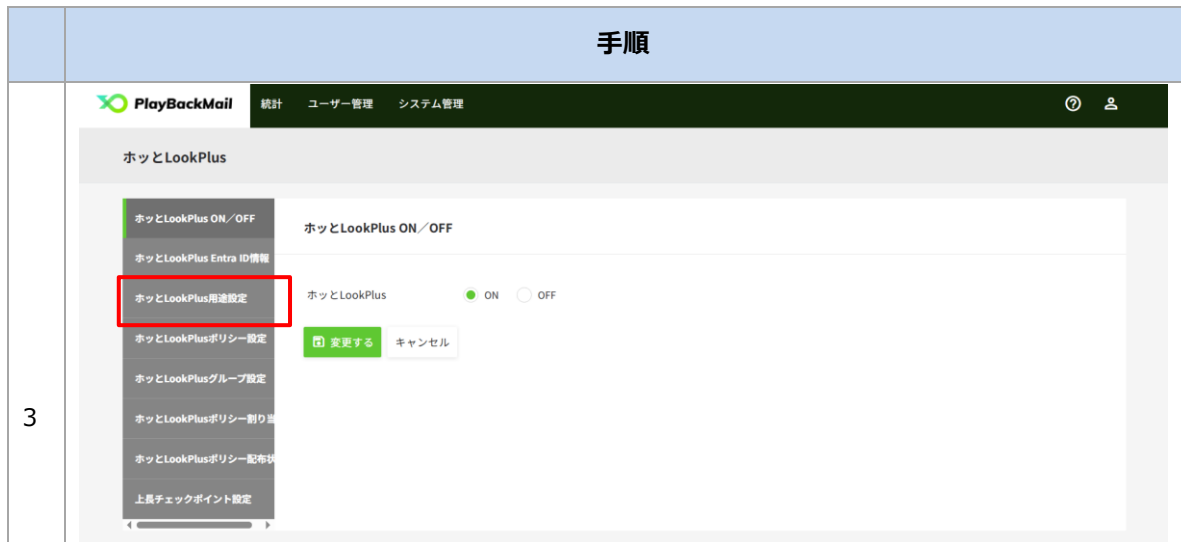 手順
3
PlayBackMail 統計 ユーザー管理 システム管理
ホッとLookPlus
ホッとLookPlus ON／OFF
ホッとLookPlus Entra ID情報
ホッとLookPlus用途設定
ホッとLookPlusポリシー設定
ホッとLookPlusグループ設定
ホッとLookPlusポリシー割り当
ホッとLookPlusポリシー配布状
上長チェックポイント設定
ホッとLookPlus ON／OFF
ホッとLookPlus ON OFF
変更する キャンセル